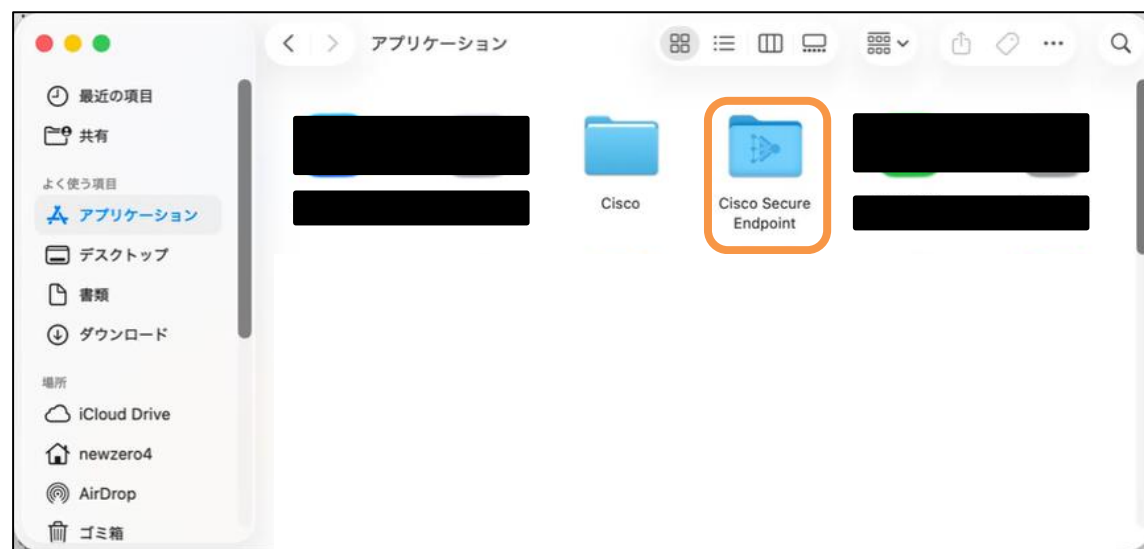 アプリケーション
最近の項目
共有
よく使う項目
アプリケーション
デスクトップ
書類
ダウンロード
場所
iCloud Drive
newzero4
AirDrop
ゴミ箱
Cisco
Cisco Secure
Endpoint